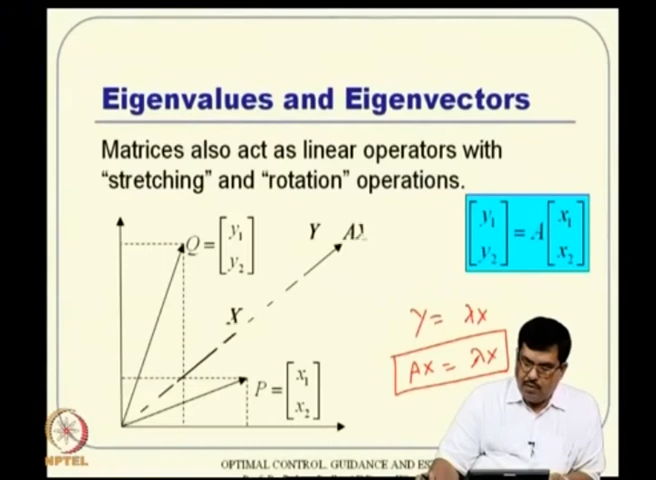 Eigenvalues and Eigenvectors
Matrices also act as linear operators with
“stretching” and “rotation” operations.
[y₁ y₂] = A [x₁ x₂]
Q = [y₁ y₂]
Y AX
X
P = [x₁ x₂]
Y = λX
AX = λX
NPTEL
OPTIMAL CONTROL, GUIDANCE AND